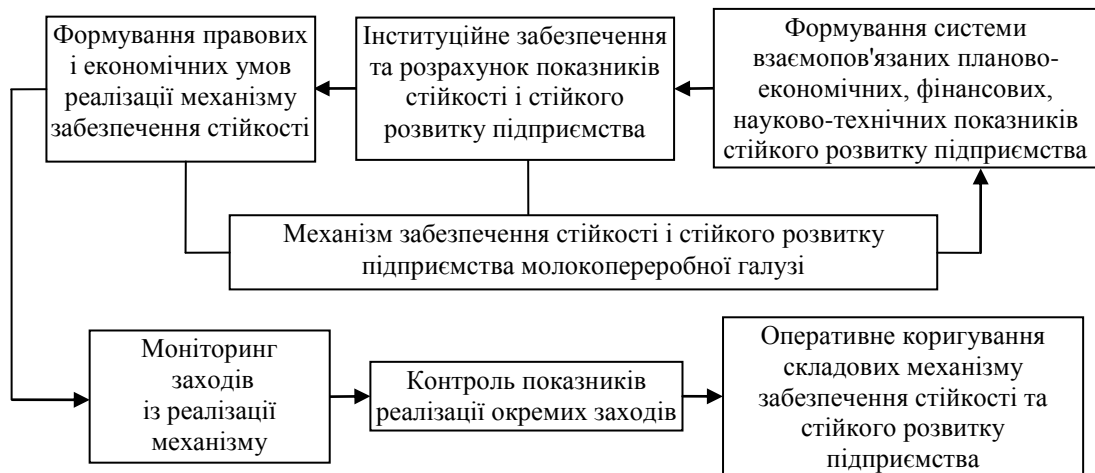 Формування правових
і економічних умов
реалізації механізму
забезпечення стійкості
Інституційне забезпечення
та розрахунок показників
стійкості і стійкого
розвитку підприємства
Формування системи
взаємопов'язаних планово-
економічних, фінансових,
науково-технічних показників
стійкого розвитку підприємства
Механізм забезпечення стійкості і стійкого розвитку
підприємства молокопереробної галузі
Моніторинг
заходів
із реалізації
механізму
Контроль показників
реалізації окремих заходів
Оперативне коригування
складових механізму
забезпечення стійкості та
стійкого розвитку
підприємства